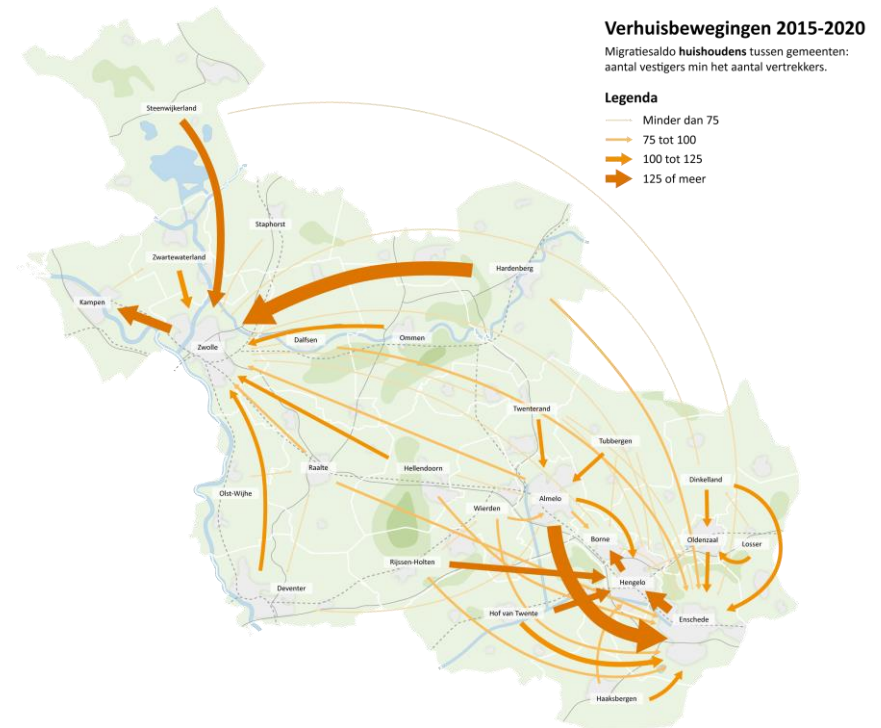 Verhuisbewegingen 2015-2020
Migratiesaldo huishoudens tussen gemeenten:
aantal vestigers min het aantal vertrekkers.
Legenda
Minder dan 75
75 tot 100
100 tot 125
125 of meer
Steenwijkerland
Staphorst
Zwartewaterland
Hardenberg
Kampen
Zwolle
Dalfsen
Ommen
Twenterand
Tubbergen
Raalte
Hellendoorn
Dinkelland
Olst-Wijhe
Almelo
Wierden
Borne
Oldenzaal
Losser
Rijssen-Holten
Hengelo
Deventer
Hof van Twente
Enschede
Haaksbergen